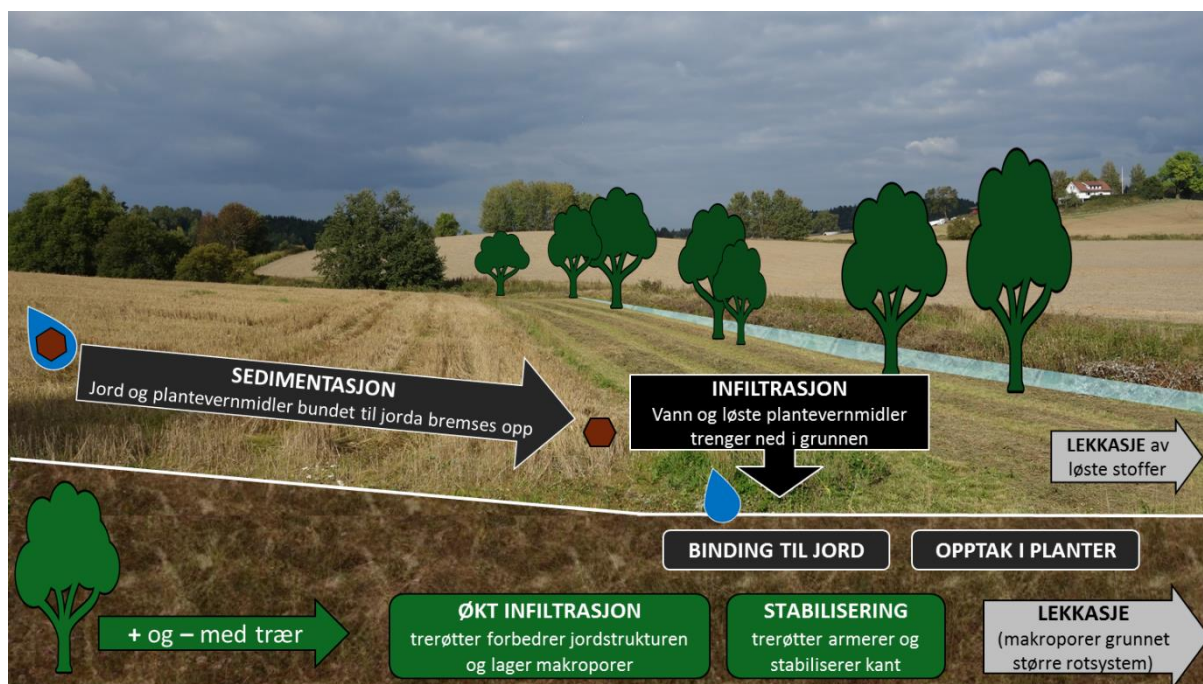 SEDIMENTASJON
Jord og plantevernmidler bundet til jorda bremses opp
INFILTRASJON
Vann og løste plantevernmidler
trenger ned i grunnen
LEKKASJE av
løste stoffer
BINDING TIL JORD
OPPTAK I PLANTER
+ og – med trær
ØKT INFILTRASJON
trerøtter forbedrer jordstrukturen
og lager makroporer
STABILISERING
trerøtter armerer og
stabiliserer kant
LEKKASJE
(makroporer grunnet
større rotsystem)